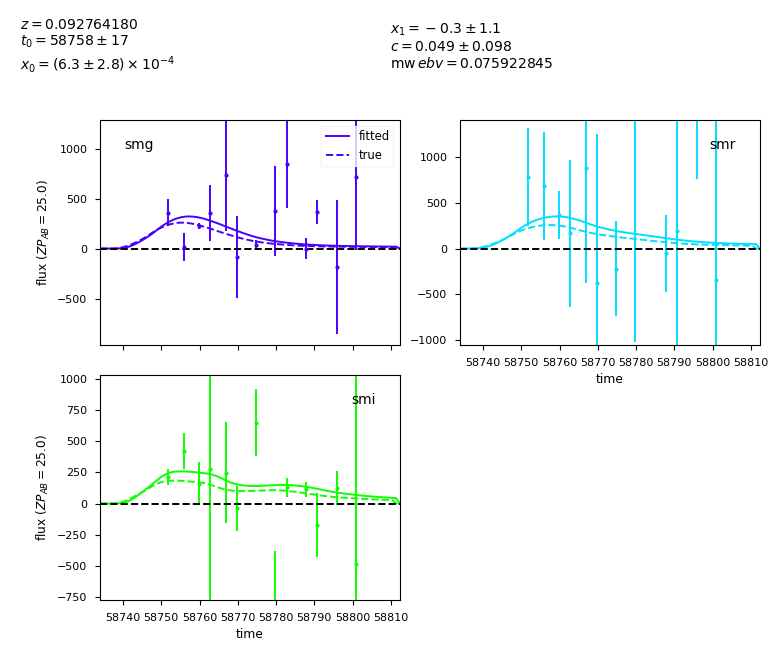 z = 0.092764180
t₀ = 58758 ± 17
x₀ = (6.3 ± 2.8) × 10⁻⁴
x₁ = −0.3 ± 1.1
c = 0.049 ± 0.098
mw ebv = 0.075922845
smg
fitted
true
1000
500
0
−500
flux (ZP_AB = 25.0)
smr
1000
500
0
−500
−1000
58740 58750 58760 58770 58780 58790 58800 58810
time
smi
1000
750
500
250
0
−250
−500
−750
flux (ZP_AB = 25.0)
58740 58750 58760 58770 58780 58790 58800 58810
time